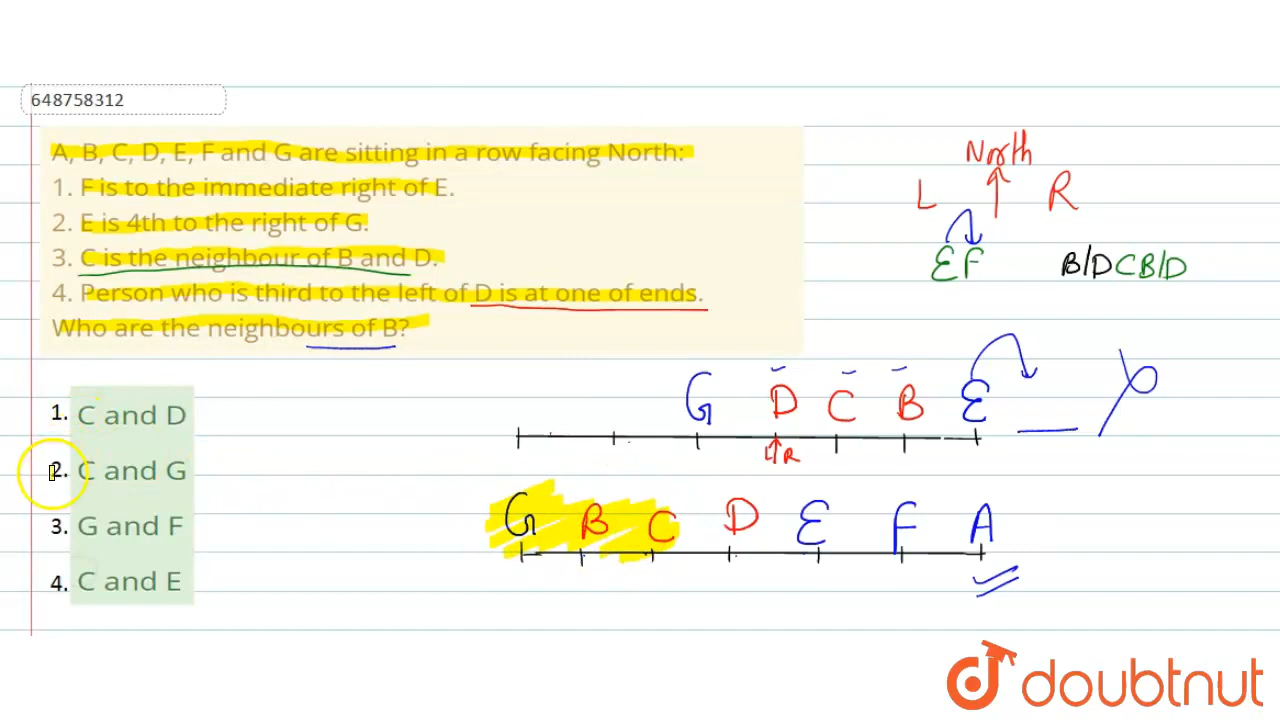 648758312
A, B, C, D, E, F and G are sitting in a row facing North:
1. F is to the immediate right of E.
2. E is 4th to the right of G.
3. C is the neighbour of B and D.
4. Person who is third to the left of D is at one of ends.
Who are the neighbours of B?
1. C and D
2. C and G
3. G and F
4. C and E
North
L R
E F B/D C B/D
G D C B E
L R
G B C D E F A
doubtnut